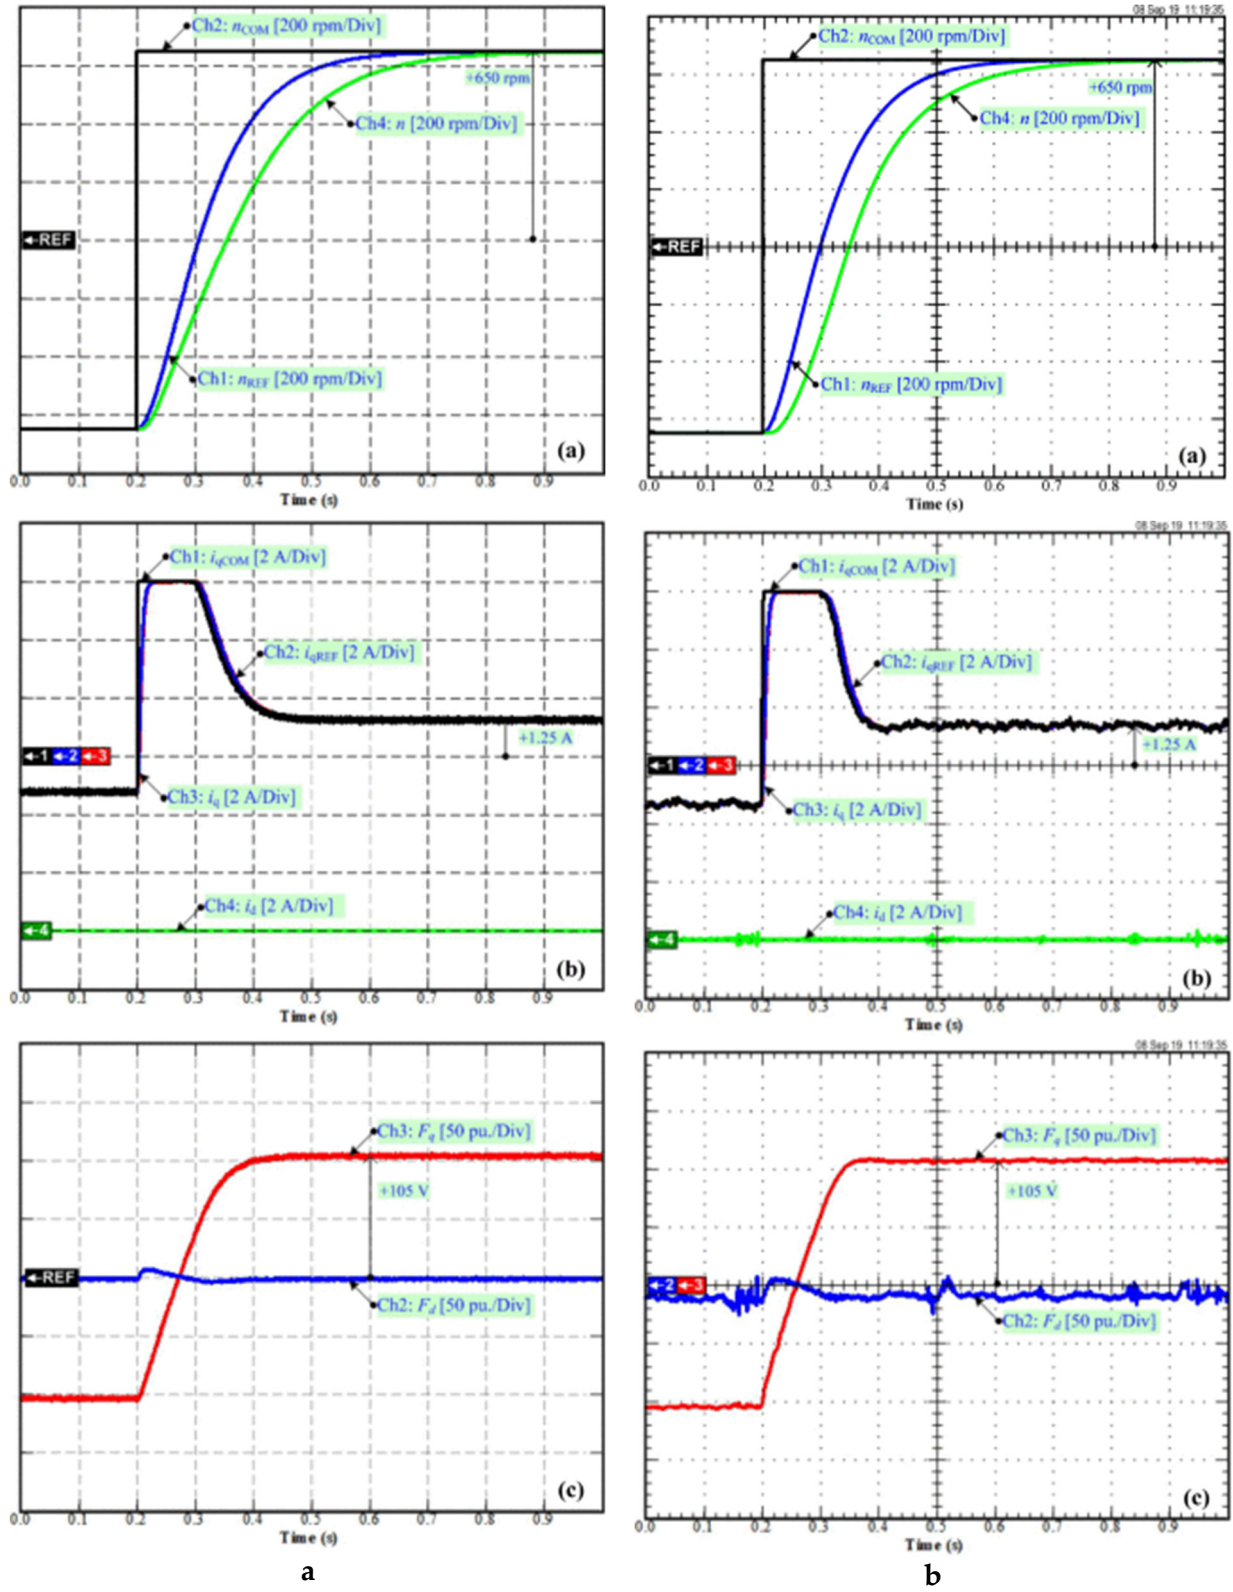 08 Sep 19 11:19:35
Ch2: nCOM [200 rpm/Div]
+650 rpm
Ch4: n [200 rpm/Div]
REF
Ch1: nREF [200 rpm/Div]
(a)
0.0 0.1 0.2 0.3 0.4 0.5 0.6 0.7 0.8 0.9
Time (s)
Ch2: nCOM [200 rpm/Div]
+650 rpm
Ch4: n [200 rpm/Div]
REF
Ch1: nREF [200 rpm/Div]
(a)
0.0 0.1 0.2 0.3 0.4 0.5 0.6 0.7 0.8 0.9
Time (s)
Ch1: iqCOM [2 A/Div]
Ch2: iqREF [2 A/Div]
+1.25 A
1 2 3
Ch3: iq [2 A/Div]
Ch4: id [2 A/Div]
4
(b)
0.0 0.1 0.2 0.3 0.4 0.5 0.6 0.7 0.8 0.9
Time (s)
08 Sep 19 11:19:35
Ch1: iqCOM [2 A/Div]
Ch2: iqREF [2 A/Div]
+1.25 A
1 2 3
Ch3: iq [2 A/Div]
Ch4: id [2 A/Div]
4
(b)
0.0 0.1 0.2 0.3 0.4 0.5 0.6 0.7 0.8 0.9
Time (s)
Ch3: Fq [50 pu./Div]
+105 V
REF
Ch2: Fd [50 pu./Div]
(c)
0.0 0.1 0.2 0.3 0.4 0.5 0.6 0.7 0.8 0.9
Time (s)
a
08 Sep 19 11:19:35
Ch3: Fq [50 pu./Div]
+105 V
2 3
Ch2: Fd [50 pu./Div]
(c)
0.0 0.1 0.2 0.3 0.4 0.5 0.6 0.7 0.8 0.9
Time (s)
b